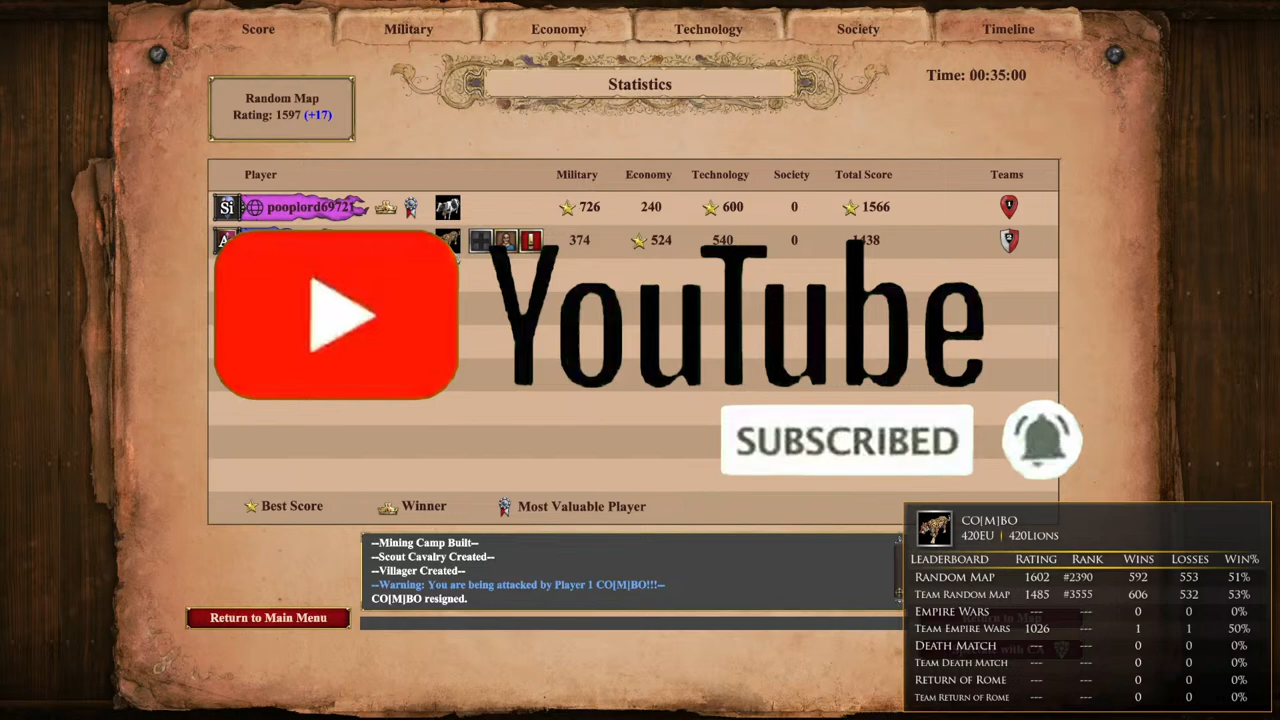 Score Military Economy Technology Society Timeline
Statistics
Time: 00:35:00
Random Map
Rating: 1597 (+17)
Player Military Economy Technology Society Total Score Teams
Si pooplord69721 726 240 600 0 1566 1
374 524 540 0 1438 2
YouTube
SUBSCRIBED
Best Score Winner Most Valuable Player
--Mining Camp Built--
--Scout Cavalry Created--
--Villager Created--
--Warning: You are being attacked by Player 1 CO[M]BO!!!--
CO[M]BO resigned.
Return to Main Menu
CO[M]BO
420EU | 420Lions
Leaderboard Rating Rank Wins Losses Win%
Random Map 1602 #2390 592 553 51%
Team Random Map 1485 #3555 606 532 53%
Empire Wars --- --- 0 0 0%
Team Empire Wars 1026 --- 1 1 50%
Death Match --- --- 0 0 0%
Team Death Match --- --- 0 0 0%
Return of Rome --- --- 0 0 0%
Team Return of Rome --- --- 0 0 0%